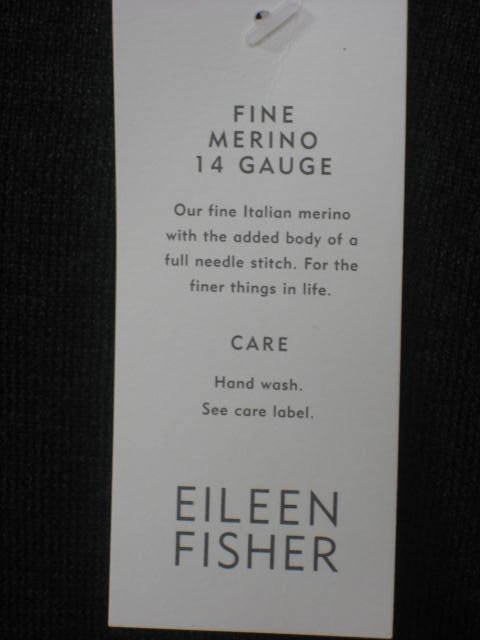 FINE
MERINO
14 GAUGE
Our fine Italian merino
with the added body of a
full needle stitch. For the
finer things in life.
CARE
Hand wash.
See care label.
EILEEN
FISHER